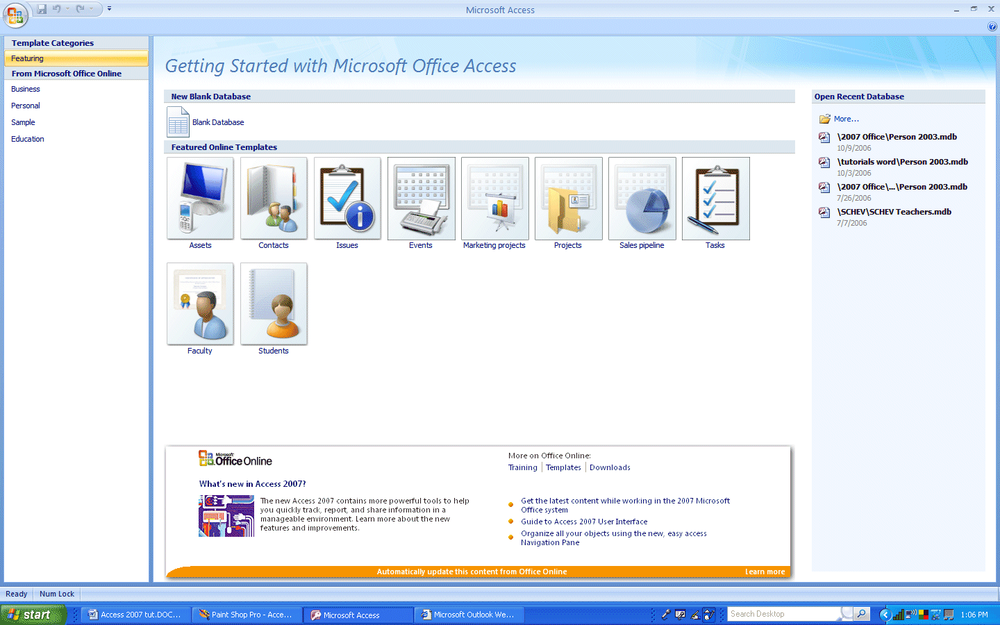 Microsoft Access
Template Categories
Featuring
From Microsoft Office Online
Business
Personal
Sample
Education
Getting Started with Microsoft Office Access
New Blank Database
Blank Database
Featured Online Templates
Assets
Contacts
Issues
Events
Marketing projects
Projects
Sales pipeline
Tasks
Faculty
Students
Open Recent Database
More...
\2007 Office\Person 2003.mdb
10/9/2006
\tutorials word\Person 2003.mdb
10/3/2006
\2007 Office\...\Person 2003.mdb
7/26/2006
\SCHEV\SCHEV Teachers.mdb
7/7/2006
Microsoft
Office Online
What's new in Access 2007?
The new Access 2007 contains more powerful tools to help
you quickly track, report, and share information in a
manageable environment. Learn more about the new
features and improvements.
More on Office Online:
Training | Templates | Downloads
Get the latest content while working in the 2007 Microsoft
Office system
Guide to Access 2007 User Interface
Organize all your objects using the new, easy access
Navigation Pane
Automatically update this content from Office Online
Learn more
Ready
Num Lock
start
Access 2007 tut.DOC...
Paint Shop Pro - Acce...
Microsoft Access
Microsoft Outlook We...
Search Desktop
1:06 PM